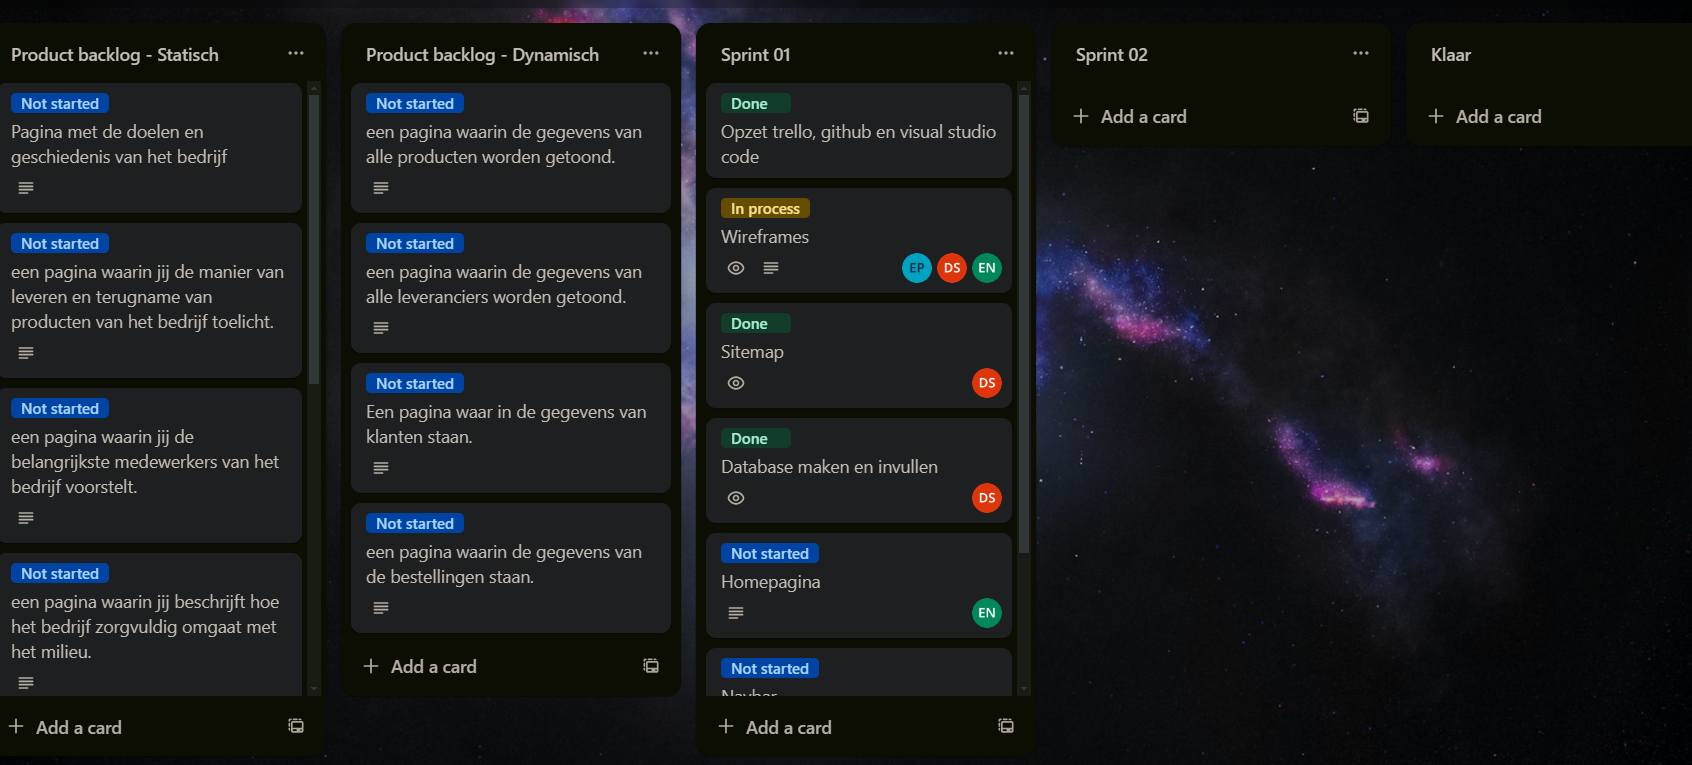 Product backlog - Statisch
Not started
Pagina met de doelen en
geschiedenis van het bedrijf
Not started
een pagina waarin jij de manier van
leveren en terugname van
producten van het bedrijf toelicht.
Not started
een pagina waarin jij de
belangrijkste medewerkers van het
bedrijf voorstelt.
Not started
een pagina waarin jij beschrijft hoe
het bedrijf zorgvuldig omgaat met
het milieu.
Add a card
Product backlog - Dynamisch
Not started
een pagina waarin de gegevens van
alle producten worden getoond.
Not started
een pagina waarin de gegevens van
alle leveranciers worden getoond.
Not started
Een pagina waar in de gegevens van
klanten staan.
Not started
een pagina waarin de gegevens van
de bestellingen staan.
Add a card
Sprint 01
Done
Opzet trello, github en visual studio
code
In process
Wireframes
EP DS EN
Done
Sitemap
DS
Done
Database maken en invullen
DS
Not started
Homepagina
EN
Not started
Navbar
Add a card
Sprint 02
Add a card
Klaar
Add a card